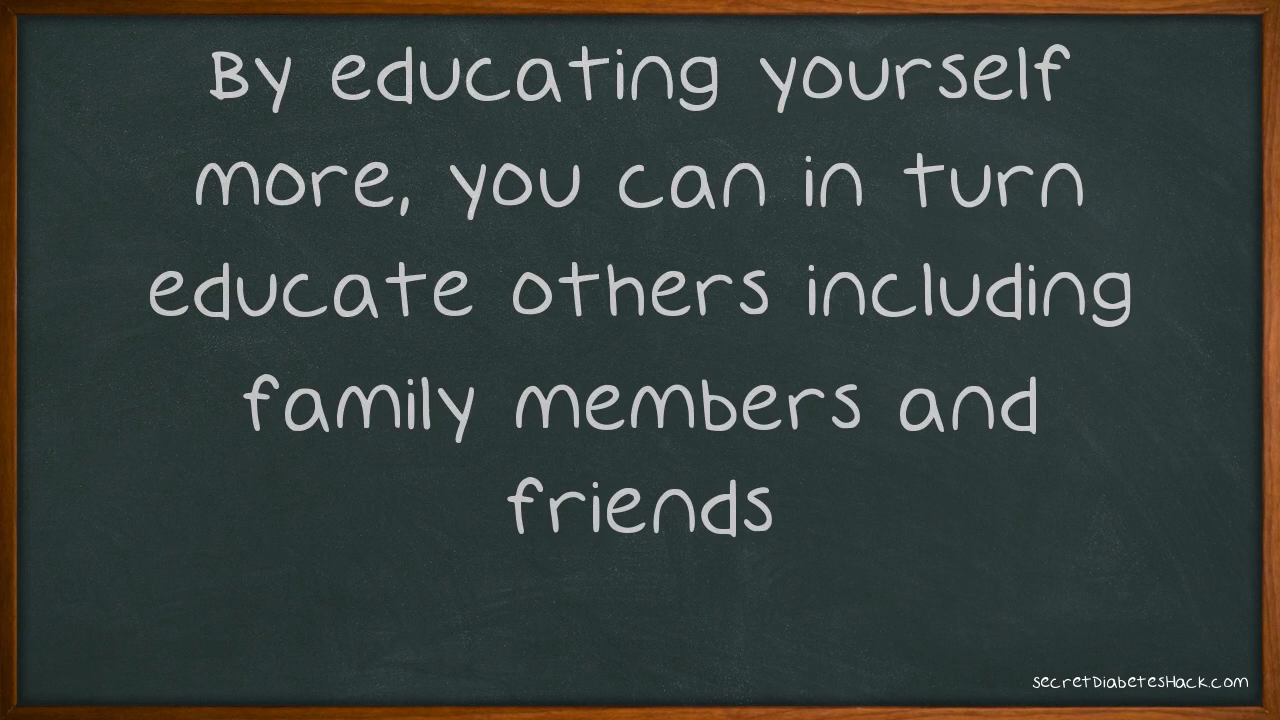 By educating yourself
more, you can in turn
educate others including
family members and
friends
secretDiabetesHack.com